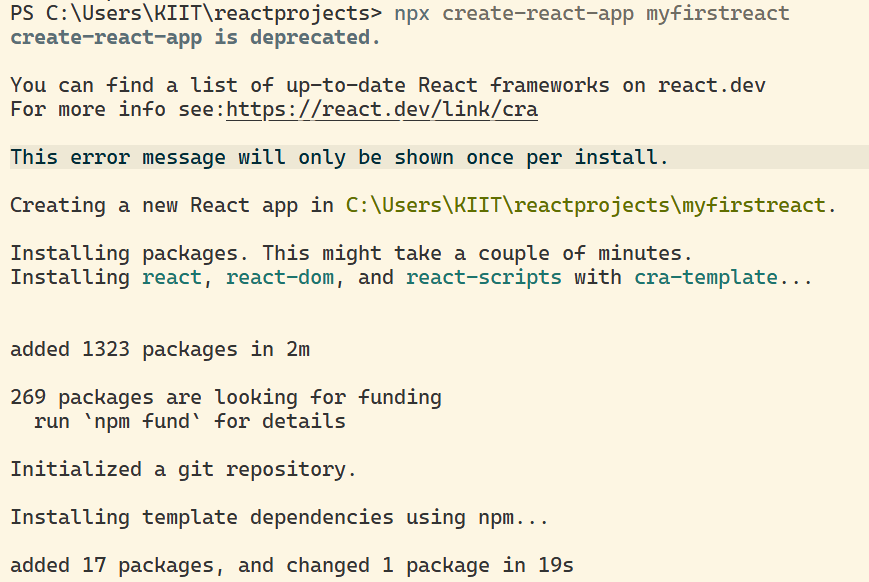 PS C:\Users\KIIT\reactprojects> npx create-react-app myfirstreact
create-react-app is deprecated.
You can find a list of up-to-date React frameworks on react.dev
For more info see:https://react.dev/link/cra
This error message will only be shown once per install.
Creating a new React app in C:\Users\KIIT\reactprojects\myfirstreact.
Installing packages. This might take a couple of minutes.
Installing react, react-dom, and react-scripts with cra-template...
added 1323 packages in 2m
269 packages are looking for funding
  run `npm fund` for details
Initialized a git repository.
Installing template dependencies using npm...
added 17 packages, and changed 1 package in 19s